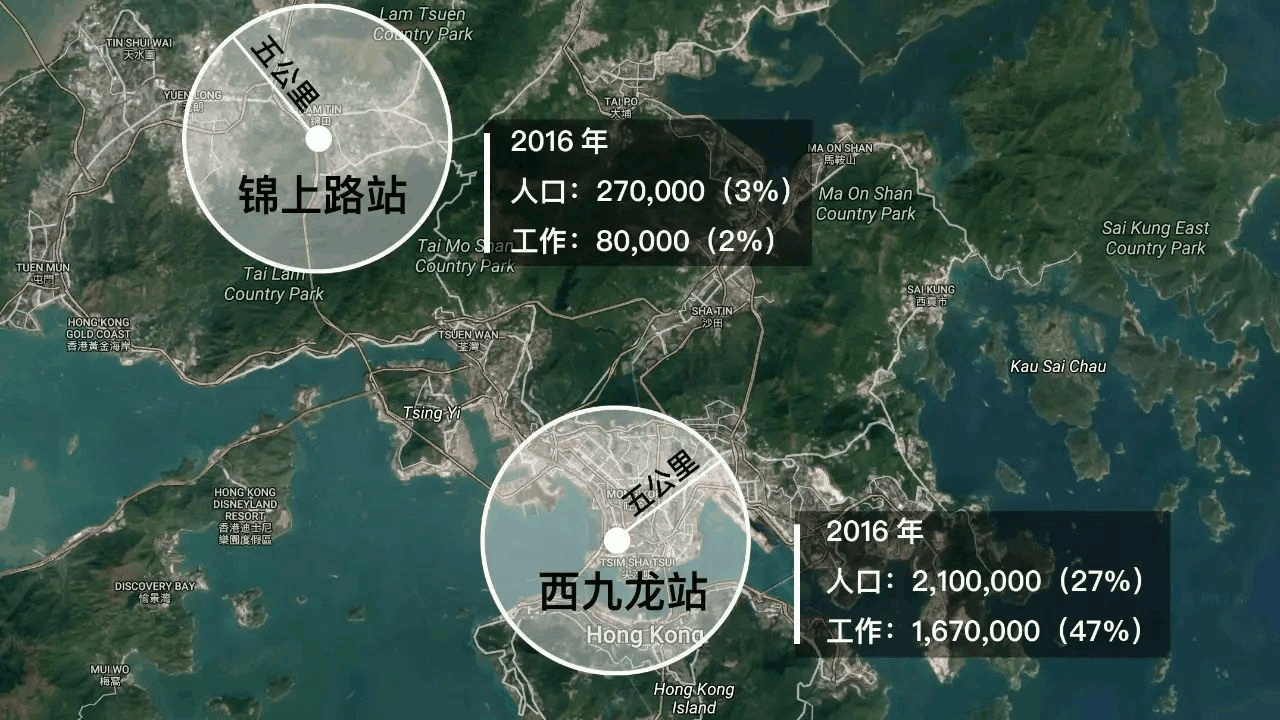 Lam Tsuen
Country Park
TIN SHUI WAI
天水圍
五公里
YUEN LONG
朗
AM TIN
錦田
锦上路站
TAI PO
大埔
2016 年
人口：270,000（3%）
工作：80,000（2%）
MA ON SHAN
馬鞍山
Ma On Shan
Country Park
Sai Kung East
Country Park
Tai Mo Shan
Country Park
TUEN MUN
屯門
Tai Lam
Country Park
SAI KUNG
西貢市
HONG KONG
GOLD COAST
香港黃金海岸
SHA TIN
沙田
TSUEN WAN
荃灣
Kau Sai Chau
Tsing Yi
五公里
HONG KONG
DISNEYLAND
RESORT
香港迪士尼
樂園度假區
TSIM SHA TSUI
西九龙站
2016 年
人口：2,100,000（27%）
工作：1,670,000（47%）
DISCOVERY BAY
愉景灣
Hong Kong
MUI WO
梅窩
Hong Kong
Island